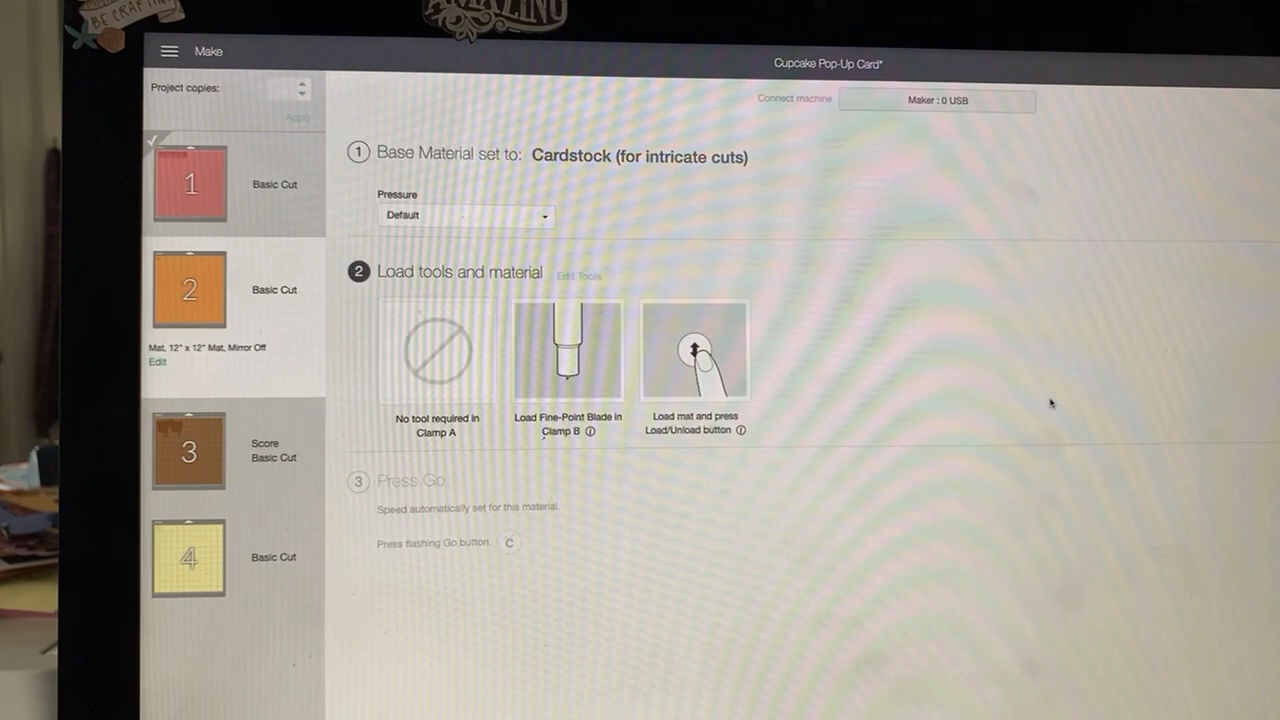 BE CRAFTIN
AMAZING
Make
Cupcake Pop-Up Card*
Project copies:
Apply
Connect machine
Maker : 0 USB
1
Basic Cut
2
Basic Cut
Mat, 12" x 12" Mat, Mirror Off
Edit
3
Score
Basic Cut
4
Basic Cut
1 Base Material set to: Cardstock (for intricate cuts)
Pressure
Default
2 Load tools and material Edit Tools
No tool required in
Clamp A
Load Fine-Point Blade in
Clamp B
Load mat and press
Load/Unload button
3 Press Go
Speed automatically set for this material.
Press flashing Go button.
C